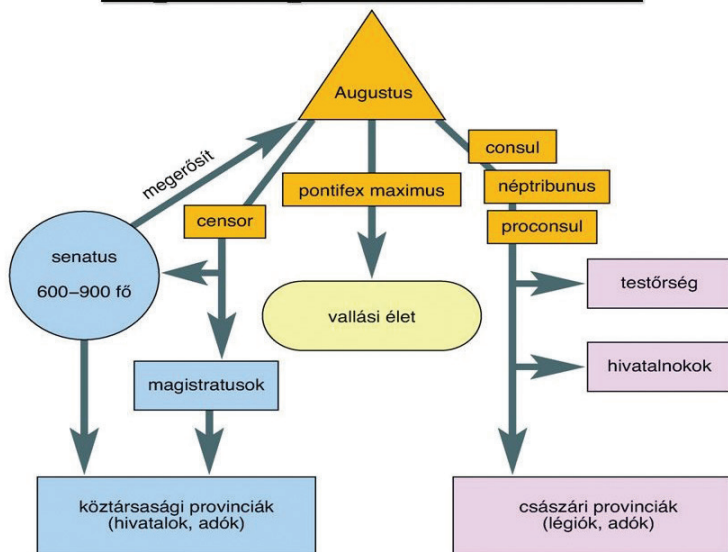 Augustus
consul
megerősít
pontifex maximus
néptribunus
censor
proconsul
senatus
600–900 fő
testőrség
vallási élet
hivatalnokok
magistratusok
köztársasági provinciák
(hivatalok, adók)
császári provinciák
(légiók, adók)